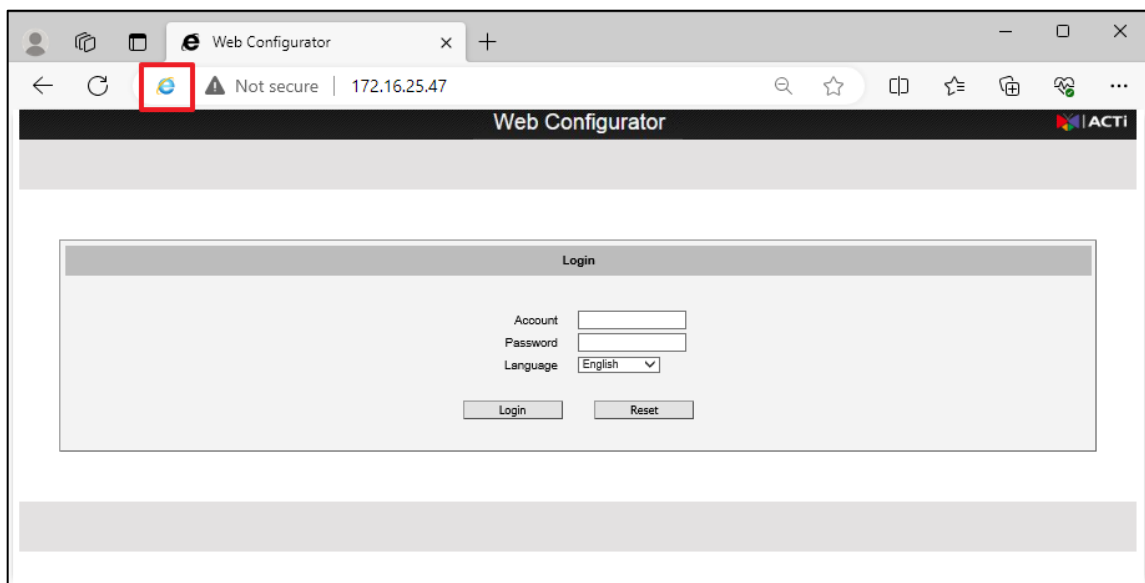 Web Configurator
Not secure 172.16.25.47
Web Configurator
ACTi
Login
Account
Password
Language English
Login Reset